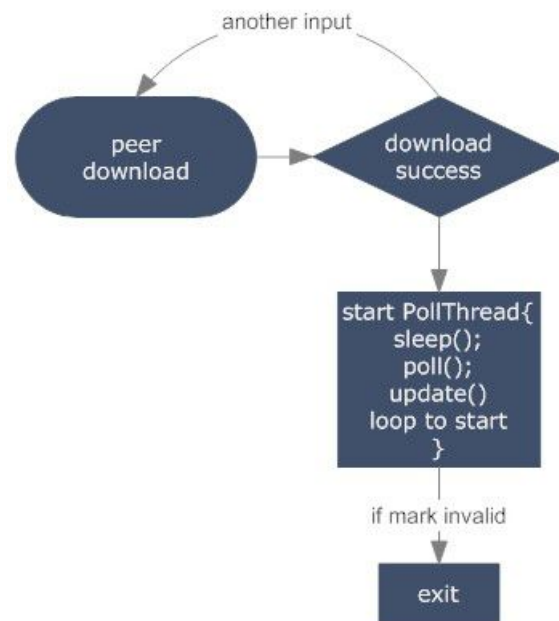 another input
peer
download
download
success
start PollThread{
sleep();
poll();
update()
loop to start
}
if mark invalid
exit